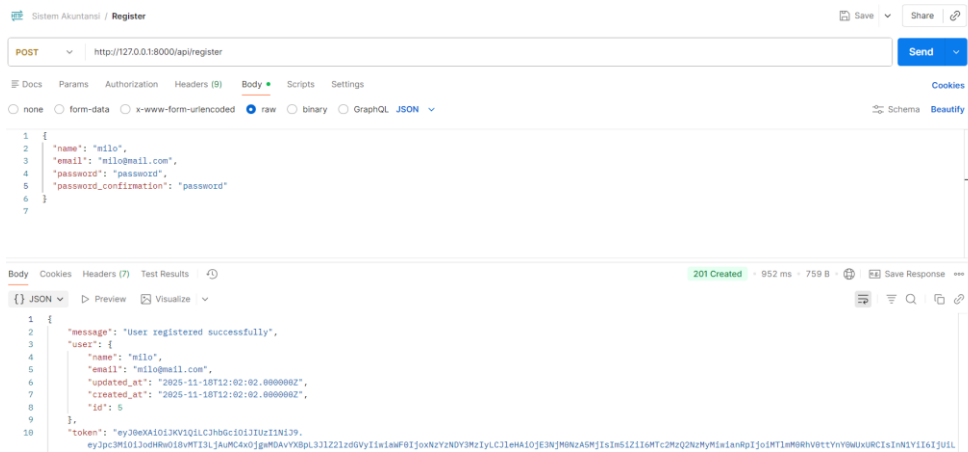 Sistem Akuntansi / Register
Save Share
POST http://127.0.0.1:8000/api/register Send
Docs Params Authorization Headers (9) Body Scripts Settings Cookies
none form-data x-www-form-urlencoded raw binary GraphQL JSON Schema Beautify
1 {
2 "name": "milo",
3 "email": "milo@mail.com",
4 "password": "password",
5 "password_confirmation": "password"
6 }
7
Body Cookies Headers (7) Test Results 201 Created 952 ms 759 B Save Response
{} JSON Preview Visualize
1 {
2 "message": "User registered successfully",
3 "user": {
4 "name": "milo",
5 "email": "milo@mail.com",
6 "updated_at": "2025-11-18T12:02:02.000000Z",
7 "created_at": "2025-11-18T12:02:02.000000Z",
8 "id": 5
9 },
10 "token": "eyJ0eXAiOiJKV1QiLCJhbGciOiJIUzI1NiJ9.